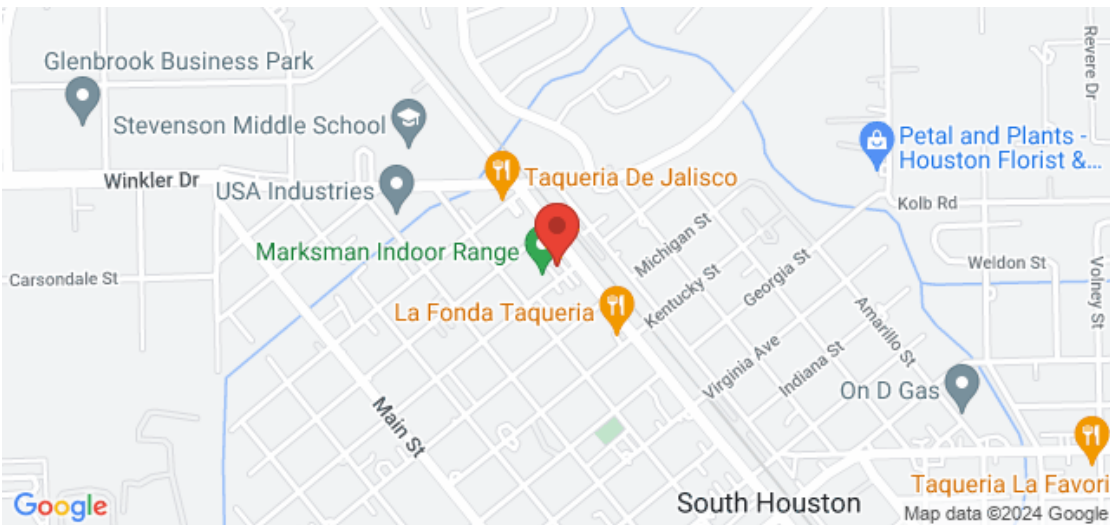 Glenbrook Business Park
Revere Dr
Stevenson Middle School
Petal and Plants -
Houston Florist &...
Winkler Dr
USA Industries
Taqueria De Jalisco
Kolb Rd
Michigan St
Marksman Indoor Range
Carsondale St
Kentucky St
Georgia St
Weldon St
Volney St
La Fonda Taqueria
Amarillo St
Virginia Ave
Indiana St
On D Gas
Main St
Taqueria La Favori
South Houston
Google
Map data ©2024 Google